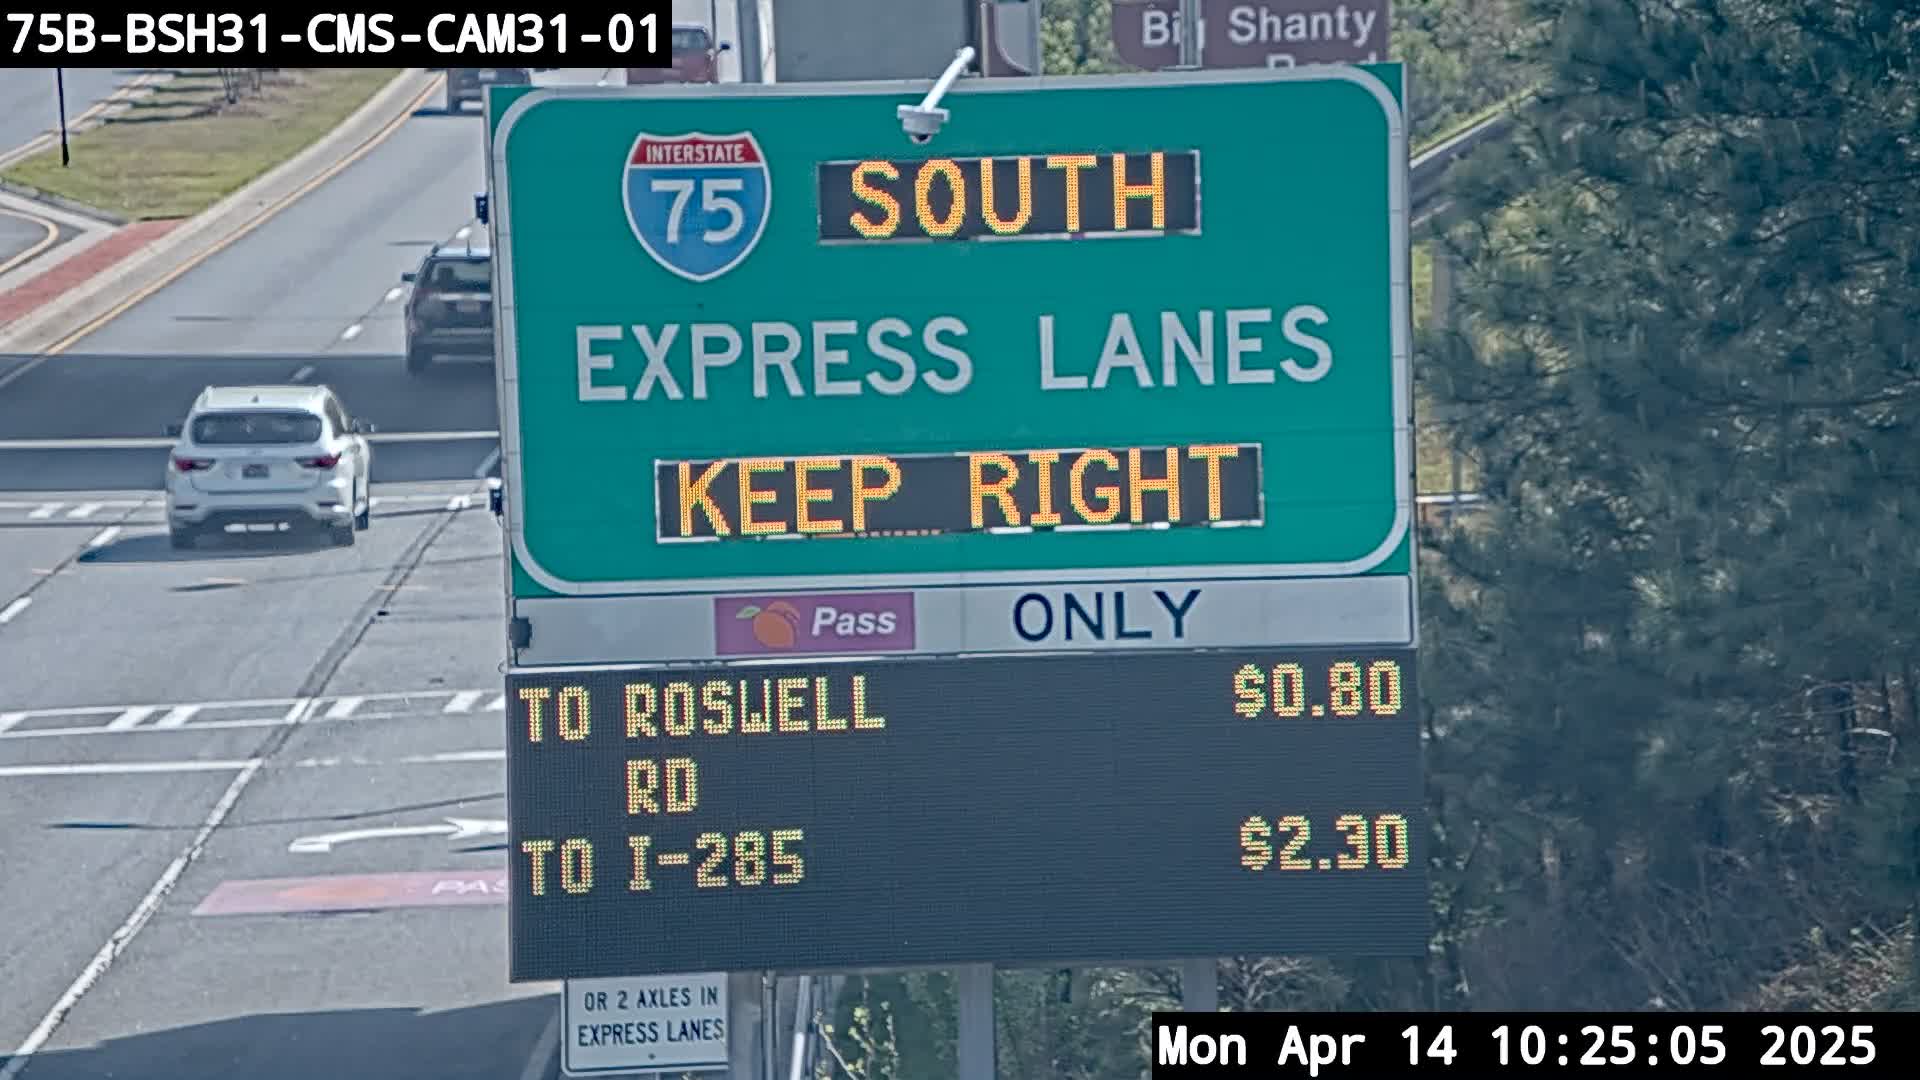 75B-BSH31-CMS-CAM31-01
Big Shanty
Road
INTERSTATE
75
SOUTH
EXPRESS LANES
KEEP RIGHT
Pass ONLY
TO ROSWELL $0.80
RD
TO I-285 $2.30
PAS
OR 2 AXLES IN
EXPRESS LANES
Mon Apr 14 10:25:05 2025